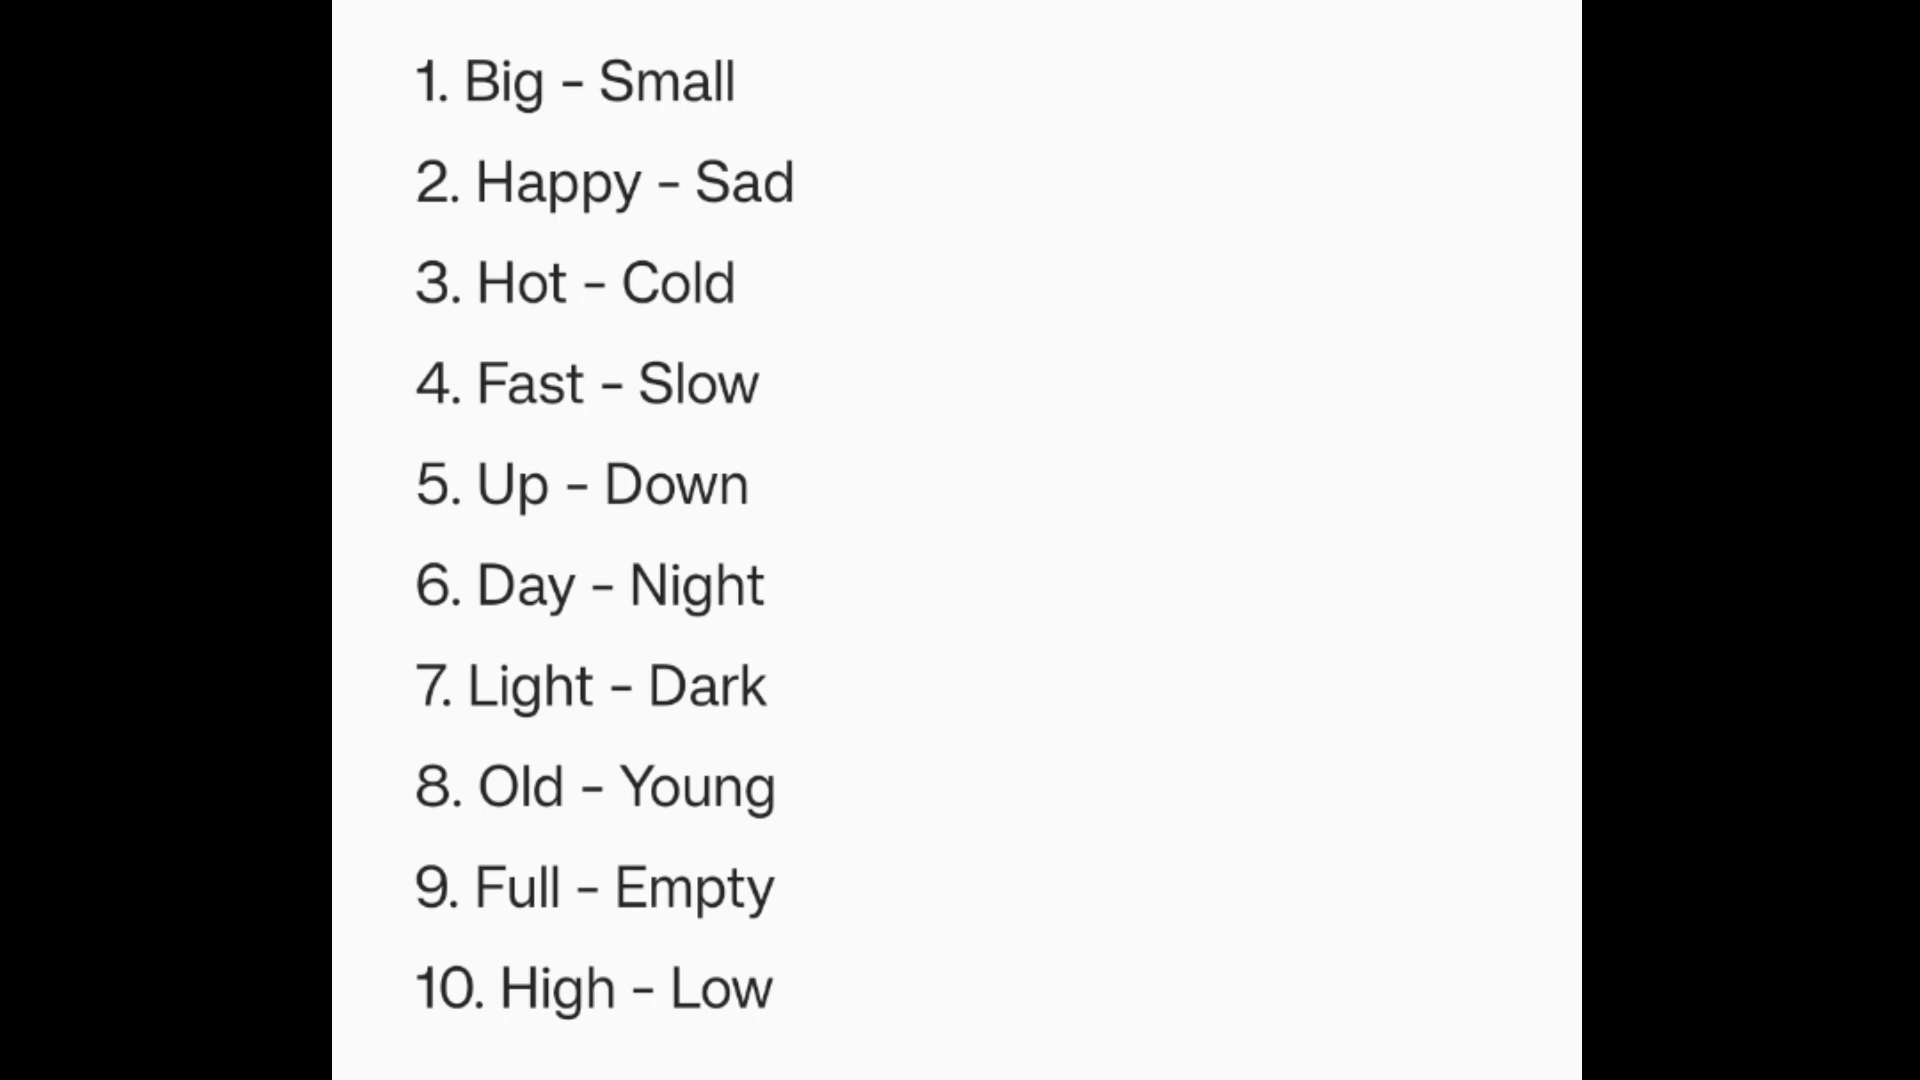 1. Big - Small
2. Happy - Sad
3. Hot - Cold
4. Fast - Slow
5. Up - Down
6. Day - Night
7. Light - Dark
8. Old - Young
9. Full - Empty
10. High - Low